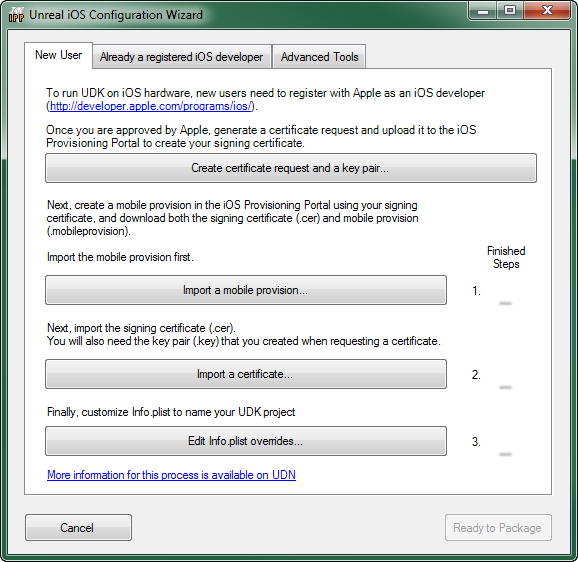 Unreal iOS Configuration Wizard
New User
Already a registered iOS developer
Advanced Tools
To run UDK on iOS hardware, new users need to register with Apple as an iOS developer
(http://developer.apple.com/programs/ios/).
Once you are approved by Apple, generate a certificate request and upload it to the iOS
Provisioning Portal to create your signing certificate.
Create certificate request and a key pair...
Next, create a mobile provision in the iOS Provisioning Portal using your signing
certificate, and download both the signing certificate (.cer) and mobile provision
(.mobileprovision).
Finished
Steps
Import the mobile provision first.
Import a mobile provision...
1.
Next, import the signing certificate (.cer).
You will also need the key pair (.key) that you created when requesting a certificate.
Import a certificate...
2.
Finally, customize Info.plist to name your UDK project
Edit Info.plist overrides...
3.
More information for this process is available on UDN
Cancel
Ready to Package